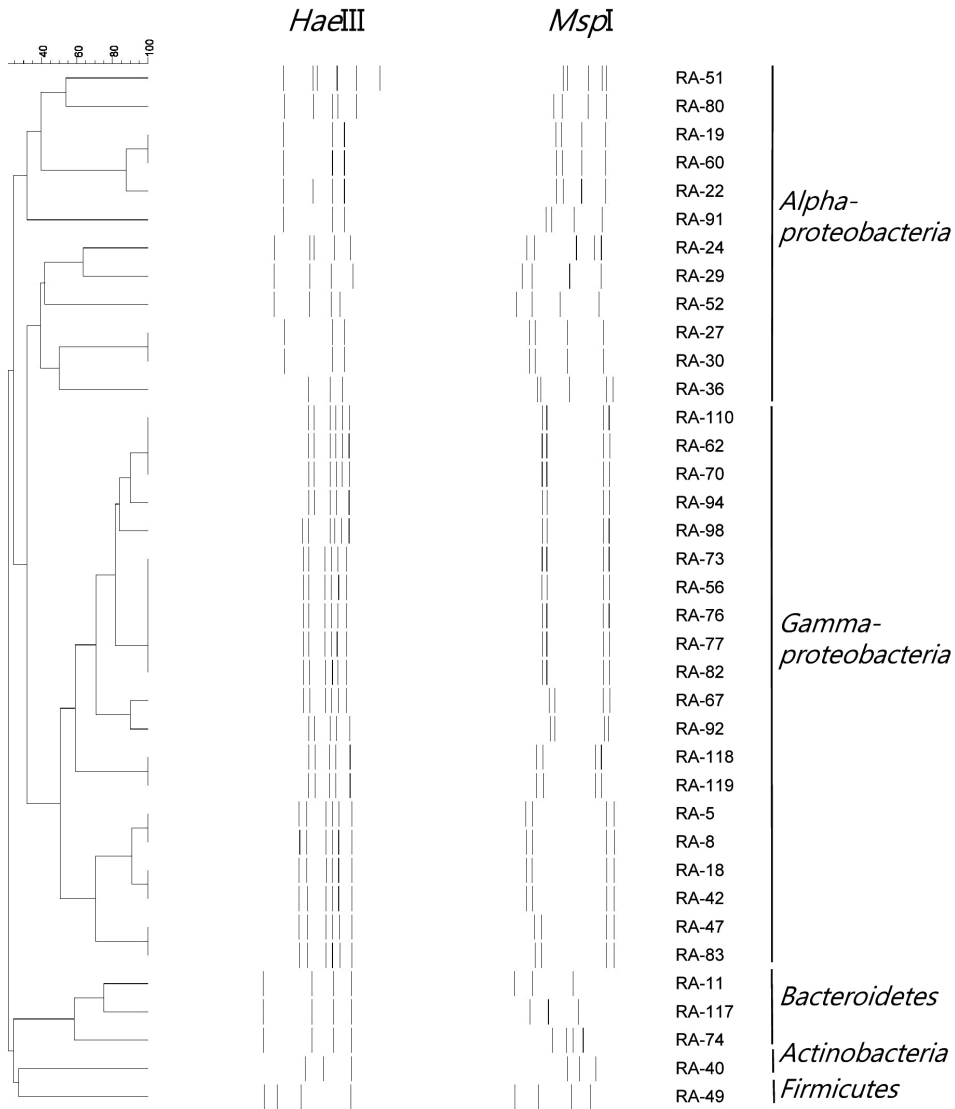 HaeIII MspI
40 60 80 100
RA-51
RA-80
RA-19
RA-60
RA-22
RA-91
Alpha-
proteobacteria
RA-24
RA-29
RA-52
RA-27
RA-30
RA-36
RA-110
RA-62
RA-70
RA-94
RA-98
RA-73
RA-56
RA-76
RA-77
RA-82
Gamma-
proteobacteria
RA-67
RA-92
RA-118
RA-119
RA-5
RA-8
RA-18
RA-42
RA-47
RA-83
RA-11
RA-117
Bacteroidetes
RA-74
RA-40
Actinobacteria
RA-49
Firmicutes